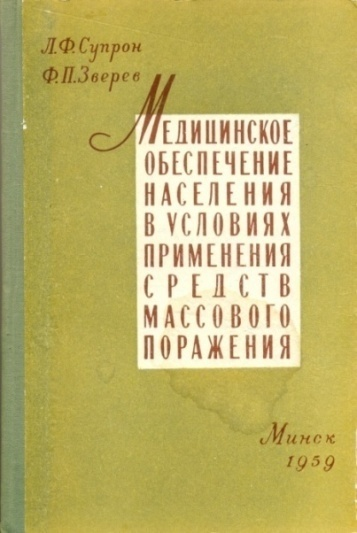 Л.Ф.Супрон
Ф.П.Зверев
МЕДИЦИНСКОЕ
ОБЕСПЕЧЕНИЕ
НАСЕЛЕНИЯ
В УСЛОВИЯХ
ПРИМЕНЕНИЯ
СРЕДСТВ
МАССОВОГО
ПОРАЖЕНИЯ
Минск
1959